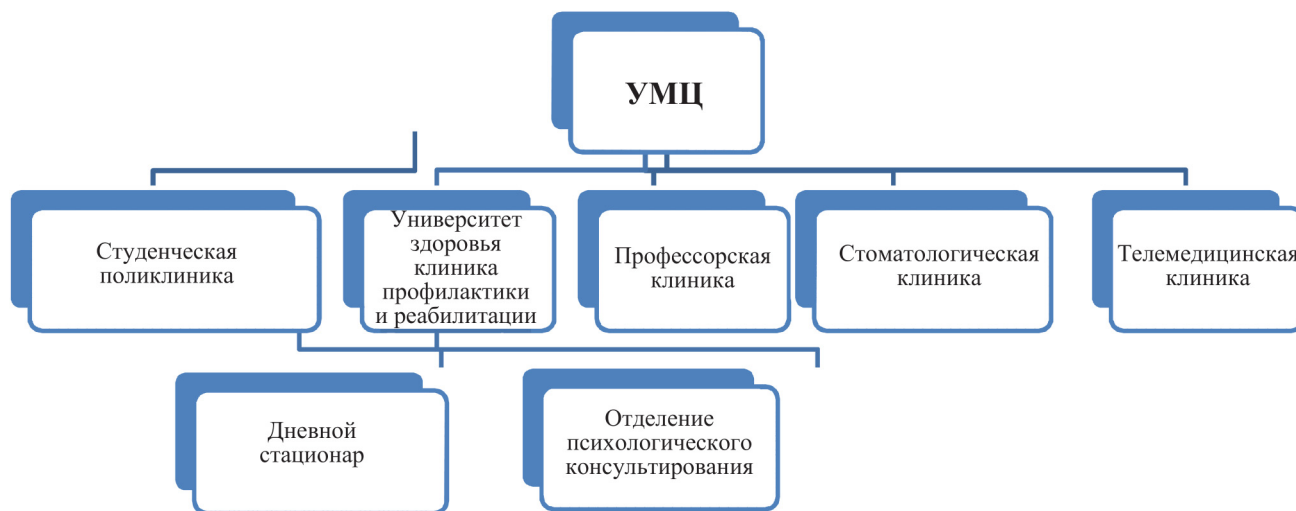 УМЦ
Студенческая
поликлиника
Университет
здоровья
клиника
профилактики
и реабилитации
Профессорская
клиника
Стоматологическая
клиника
Телемедицинская
клиника
Дневной
стационар
Отделение
психологического
консультирования